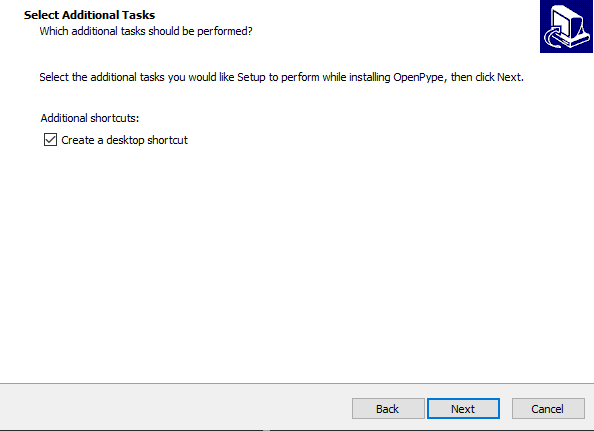 Select Additional Tasks
Which additional tasks should be performed?
Select the additional tasks you would like Setup to perform while installing OpenPype, then click Next.
Additional shortcuts:
Create a desktop shortcut
Back
Next
Cancel